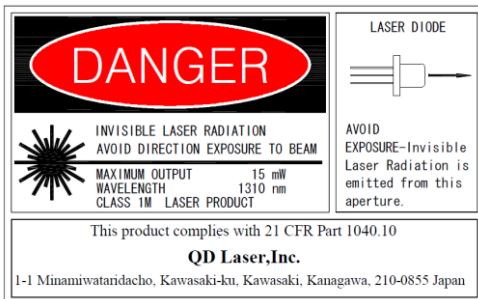 DANGER
INVISIBLE LASER RADIATION
AVOID DIRECTION EXPOSURE TO BEAM
MAXIMUM OUTPUT 15 mW
WAVELENGTH 1310 nm
CLASS 1M LASER PRODUCT
LASER DIODE
AVOID
EXPOSURE-Invisible
Laser Radiation is
emitted from this
aperture.
This product complies with 21 CFR Part 1040.10
QD Laser,Inc.
1-1 Minamiwataridacho, Kawasaki-ku, Kawasaki, Kanagawa, 210-0855 Japan